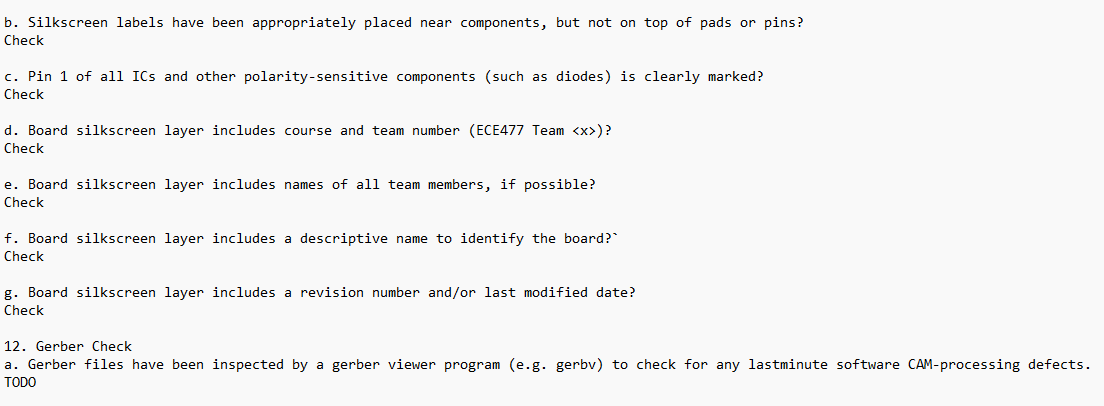 b. Silkscreen labels have been appropriately placed near components, but not on top of pads or pins?
Check
c. Pin 1 of all ICs and other polarity-sensitive components (such as diodes) is clearly marked?
Check
d. Board silkscreen layer includes course and team number (ECE477 Team <x>)?
Check
e. Board silkscreen layer includes names of all team members, if possible?
Check
f. Board silkscreen layer includes a descriptive name to identify the board?`
Check
g. Board silkscreen layer includes a revision number and/or last modified date?
Check
12. Gerber Check
a. Gerber files have been inspected by a gerber viewer program (e.g. gerbv) to check for any lastminute software CAM-processing defects.
TODO